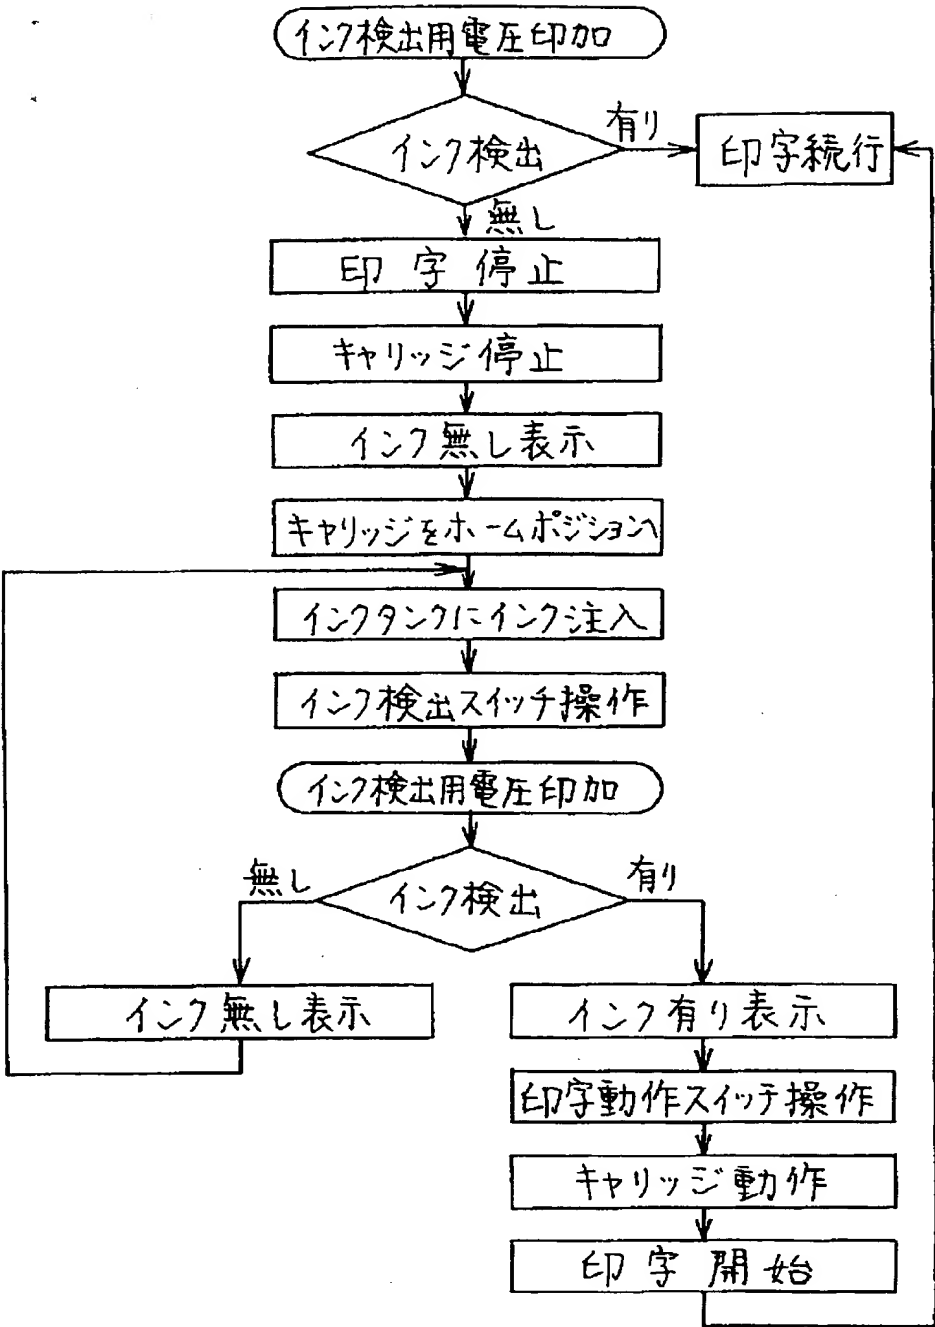 インク検出用電圧印加
インク検出
有り
印字続行
無し
印字停止
キャリッジ停止
インク無し表示
キャリッジをホームポジションへ
インクタンクにインク注入
インク検出スイッチ操作
インク検出用電圧印加
無し
インク検出
有り
インク無し表示
インク有り表示
印字動作スイッチ操作
キャリッジ動作
印字開始